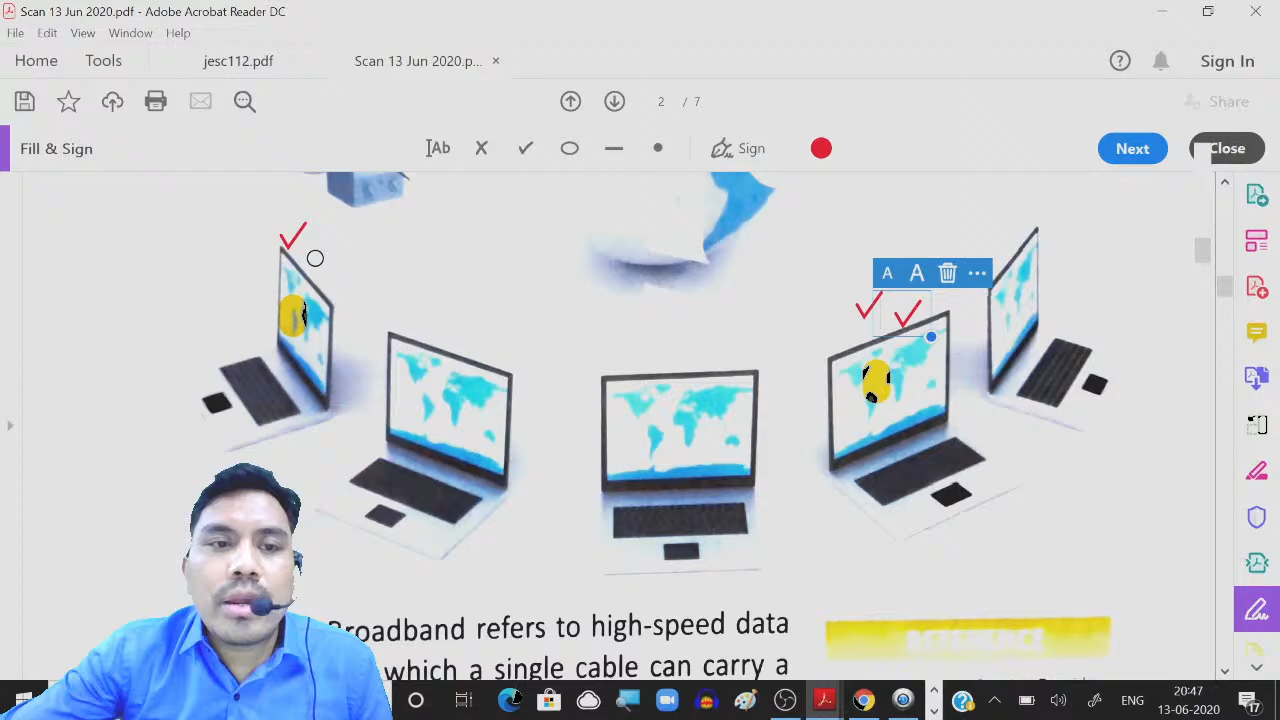 Scan 13 Jun 2020.pdf - Adobe Acrobat Reader DC
File Edit View Window Help
Home Tools jesc112.pdf Scan 13 Jun 2020.p... × Sign In
2 / 7 Share
Fill & Sign Ab Sign Next Close
A A
Broadband refers to high-speed data
which a single cable can carry a
ENG 20:47
13-06-2020 17